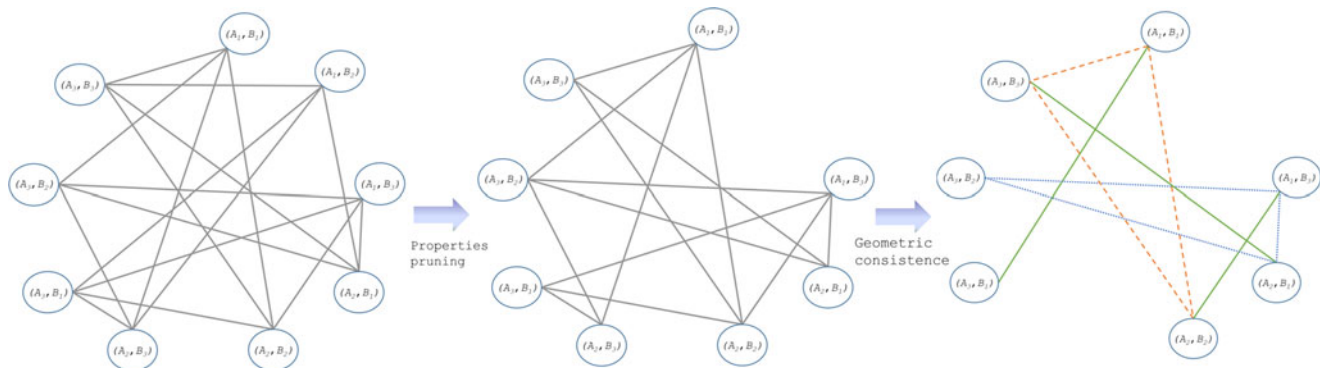 (A₁,B₁)
(A₁,B₂)
(A₃,B₃)
(A₃,B₂)
(A₁,B₃)
(A₃,B₁)
(A₂,B₁)
(A₂,B₃)
(A₂,B₂)
Properties
pruning
(A₁,B₁)
(A₃,B₃)
(A₃,B₂)
(A₁,B₃)
(A₃,B₁)
(A₂,B₁)
(A₂,B₃)
(A₂,B₂)
Geometric
consistence
(A₁,B₁)
(A₃,B₃)
(A₃,B₂)
(A₁,B₃)
(A₃,B₁)
(A₂,B₁)
(A₂,B₂)